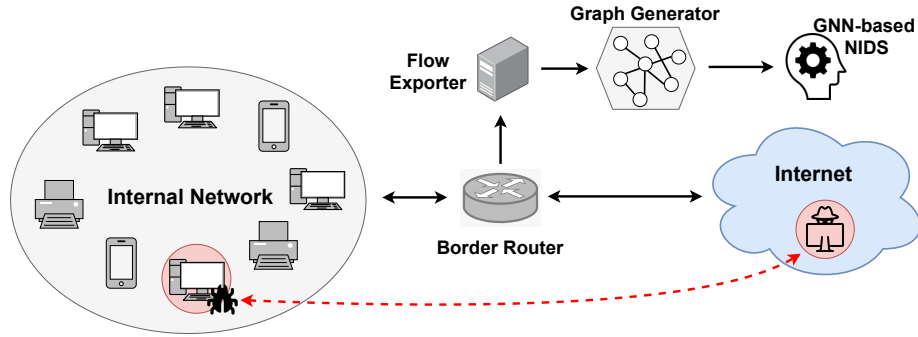 Graph Generator
GNN-based
NIDS
Flow
Exporter
Internal Network
Internet
Border Router